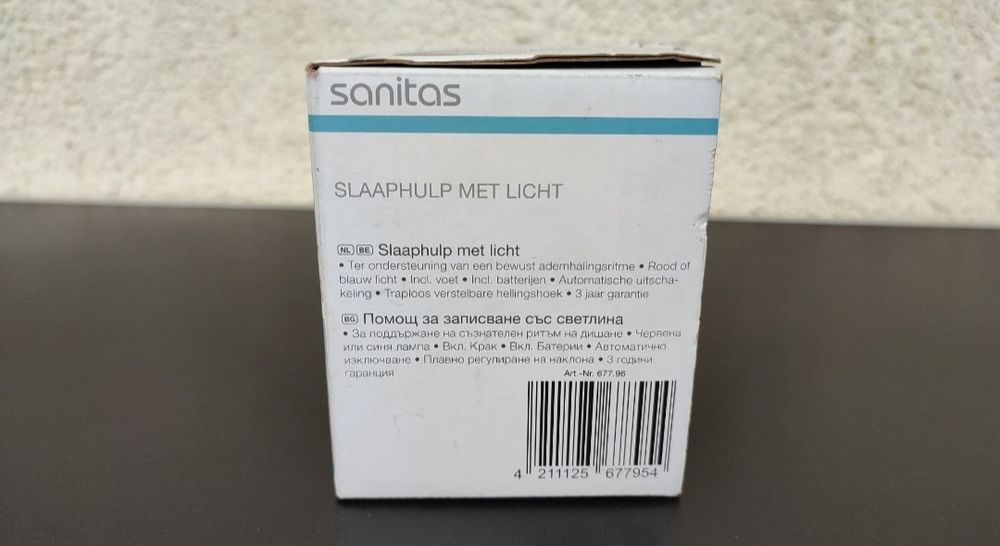 sanitas
SLAAPHULP MET LICHT
NL BE Slaaphulp met licht
• Ter ondersteuning van een bewust ademhalingsritme • Rood of
blauw licht • Incl. voet • Incl. batterijen • Automatische uitscha-
keling • Traploos verstelbare hellingshoek • 3 jaar garantie
BG Помощ за записване със светлина
• За поддържане на съзнателен ритъм на дишане • Червена
или синя лампа • Вкл. Крак • Вкл. Батерии • Автоматично
изключване • Плавно регулиране на наклона • 3 години
гаранция
Art.-Nr. 677.96
4 211125 677954